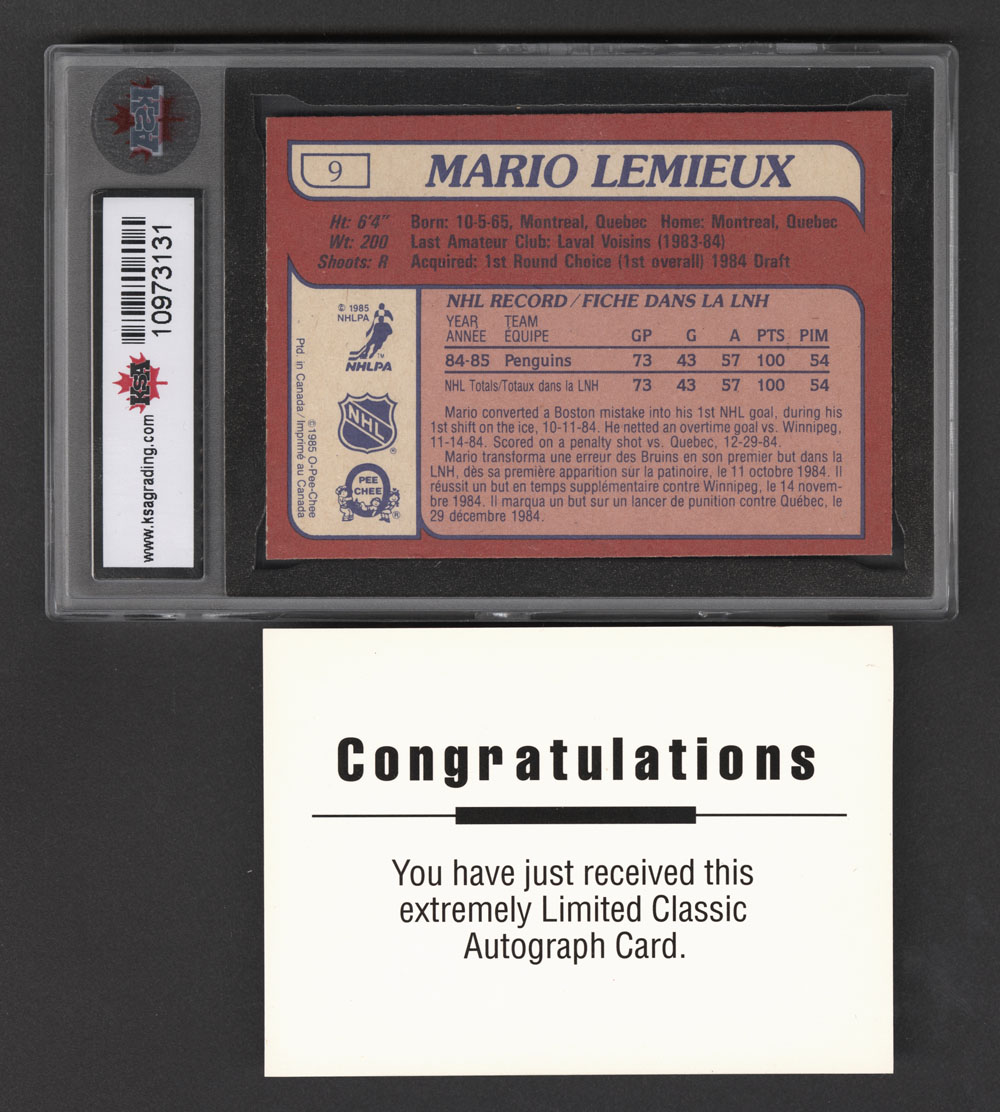 KSA
10973131
KSA
www.ksagrading.com
9
MARIO LEMIEUX
Ht: 6'4" Born: 10-5-65, Montreal, Quebec Home: Montreal, Quebec
Wt: 200 Last Amateur Club: Laval Voisins (1983-84)
Shoots: R Acquired: 1st Round Choice (1st overall) 1984 Draft
© 1985
NHLPA
TM
NHLPA
NHL
®
O
PEE
CHEE
®
© 1985 O-Pee-Chee
Ptd. in Canada/Imprimé au Canada
NHL RECORD/FICHE DANS LA LNH
YEAR TEAM
ANNÉE ÉQUIPE GP G A PTS PIM
84-85 Penguins 73 43 57 100 54
NHL Totals/Totaux dans la LNH 73 43 57 100 54
Mario converted a Boston mistake into his 1st NHL goal, during his
1st shift on the ice, 10-11-84. He netted an overtime goal vs. Winnipeg,
11-14-84. Scored on a penalty shot vs. Quebec, 12-29-84.
Mario transforma une erreur des Bruins en son premier but dans la
LNH, dès sa première apparition sur la patinoire, le 11 octobre 1984. Il
réussit un but en temps supplémentaire contre Winnipeg, le 14 novem-
bre 1984. Il marqua un but sur un lancer de punition contre Québec, le
29 décembre 1984.
Congratulations
You have just received this
extremely Limited Classic
Autograph Card.